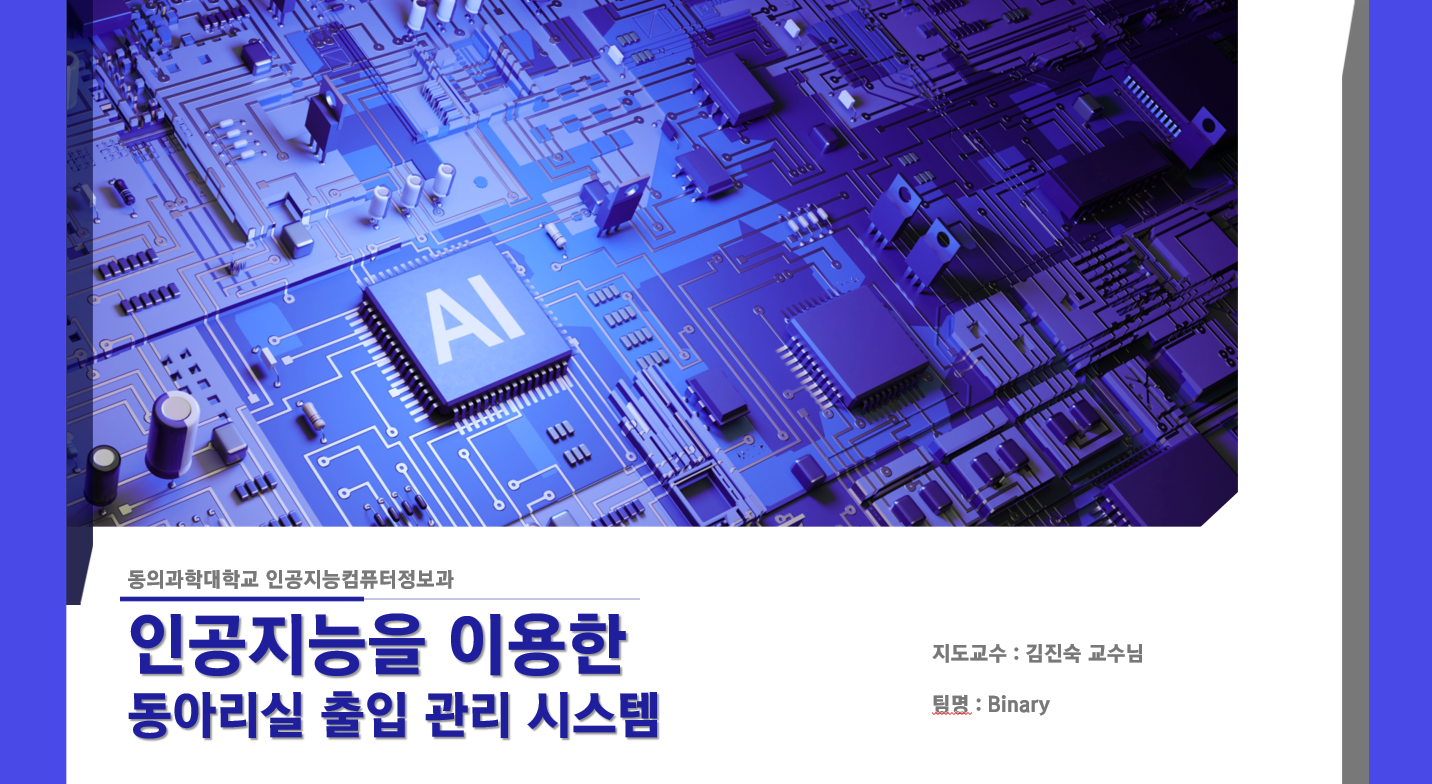 AI
동의과학대학교 인공지능컴퓨터정보과
인공지능을 이용한
동아리실 출입 관리 시스템
지도교수 : 김진숙 교수님
팀명 : Binary